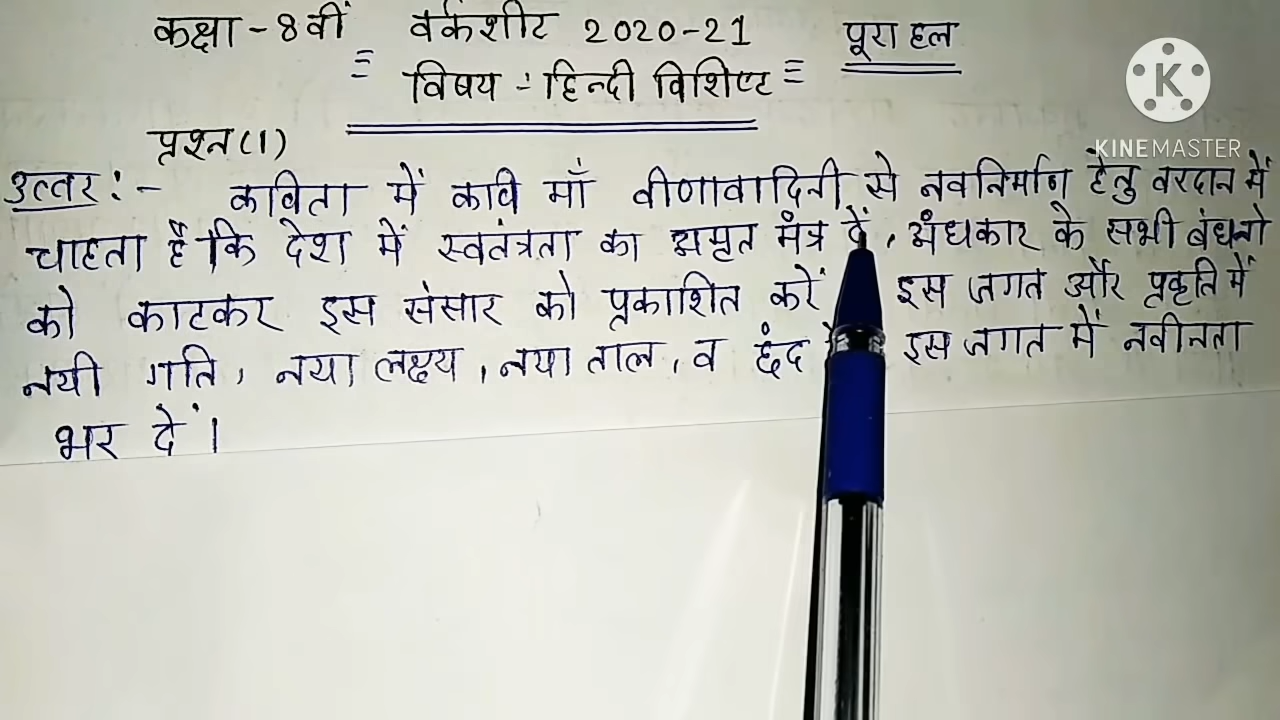 कक्षा - 8वीं = वर्कशीट 2020-21 = पूरा हल
विषय :- हिन्दी विशिष्ट
K
KINEMASTER
प्रश्न (1)
उत्तर :- कविता में कवि माँ वीणावादिनी से नवनिर्माण हेतु वरदान में
चाहता है कि देश में स्वतंत्रता का अमृत मंत्र दें, अंधकार के सभी बंधनो
को काटकर इस संसार को प्रकाशित करें इस जगत और प्रकृति में
नयी गति, नया लक्ष्य, नया ताल, व छंद इस जगत में नवीनता
भर दें।